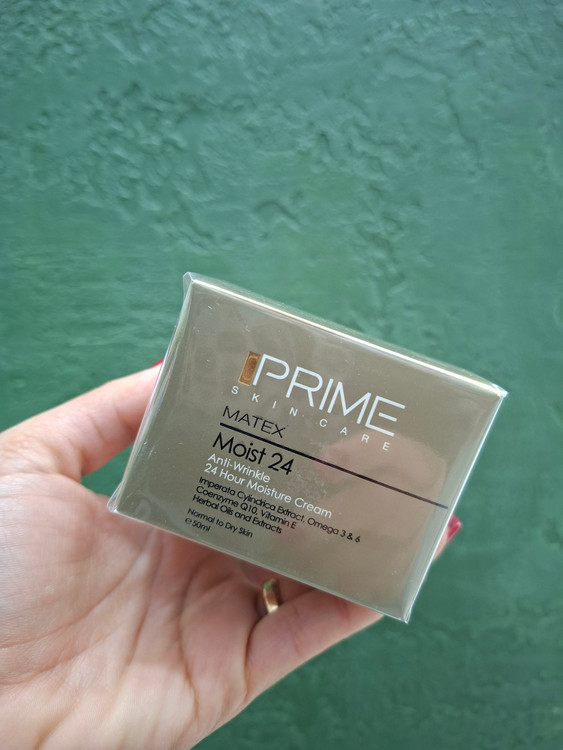 PRIME
SKIN·CARE
MATEX
Moist 24
Anti-Wrinkle
24 Hour Moisture Cream
Imperata Cylindrica Extract, Omega 3 & 6
Coenzyme Q10, Vitamin E
Herbal Oils and Extracts
Normal to Dry Skin
℮ 50ml